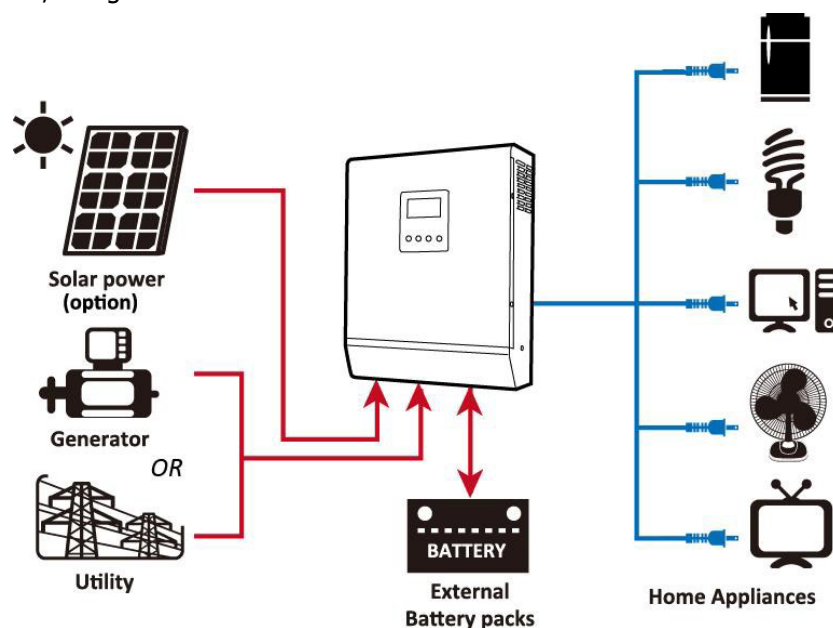 Solar power
(option)
Generator
OR
Utility
BATTERY
External
Battery packs
Home Appliances